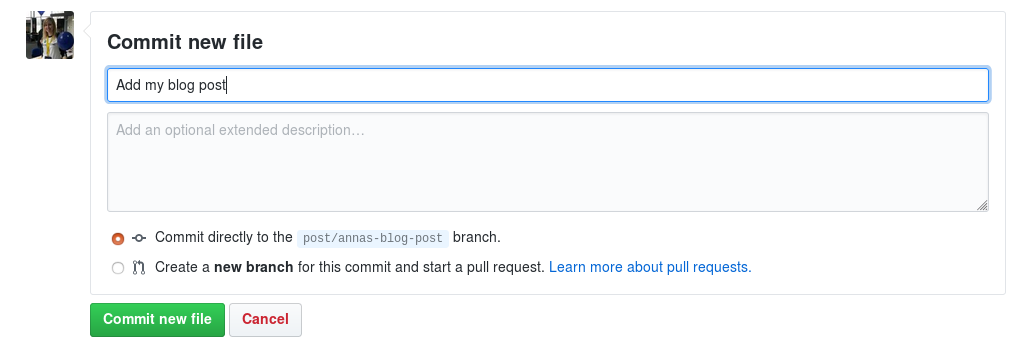 Commit new file
Add my blog post
Add an optional extended description…
Commit directly to the post/annas-blog-post branch.
Create a new branch for this commit and start a pull request. Learn more about pull requests.
Commit new file Cancel